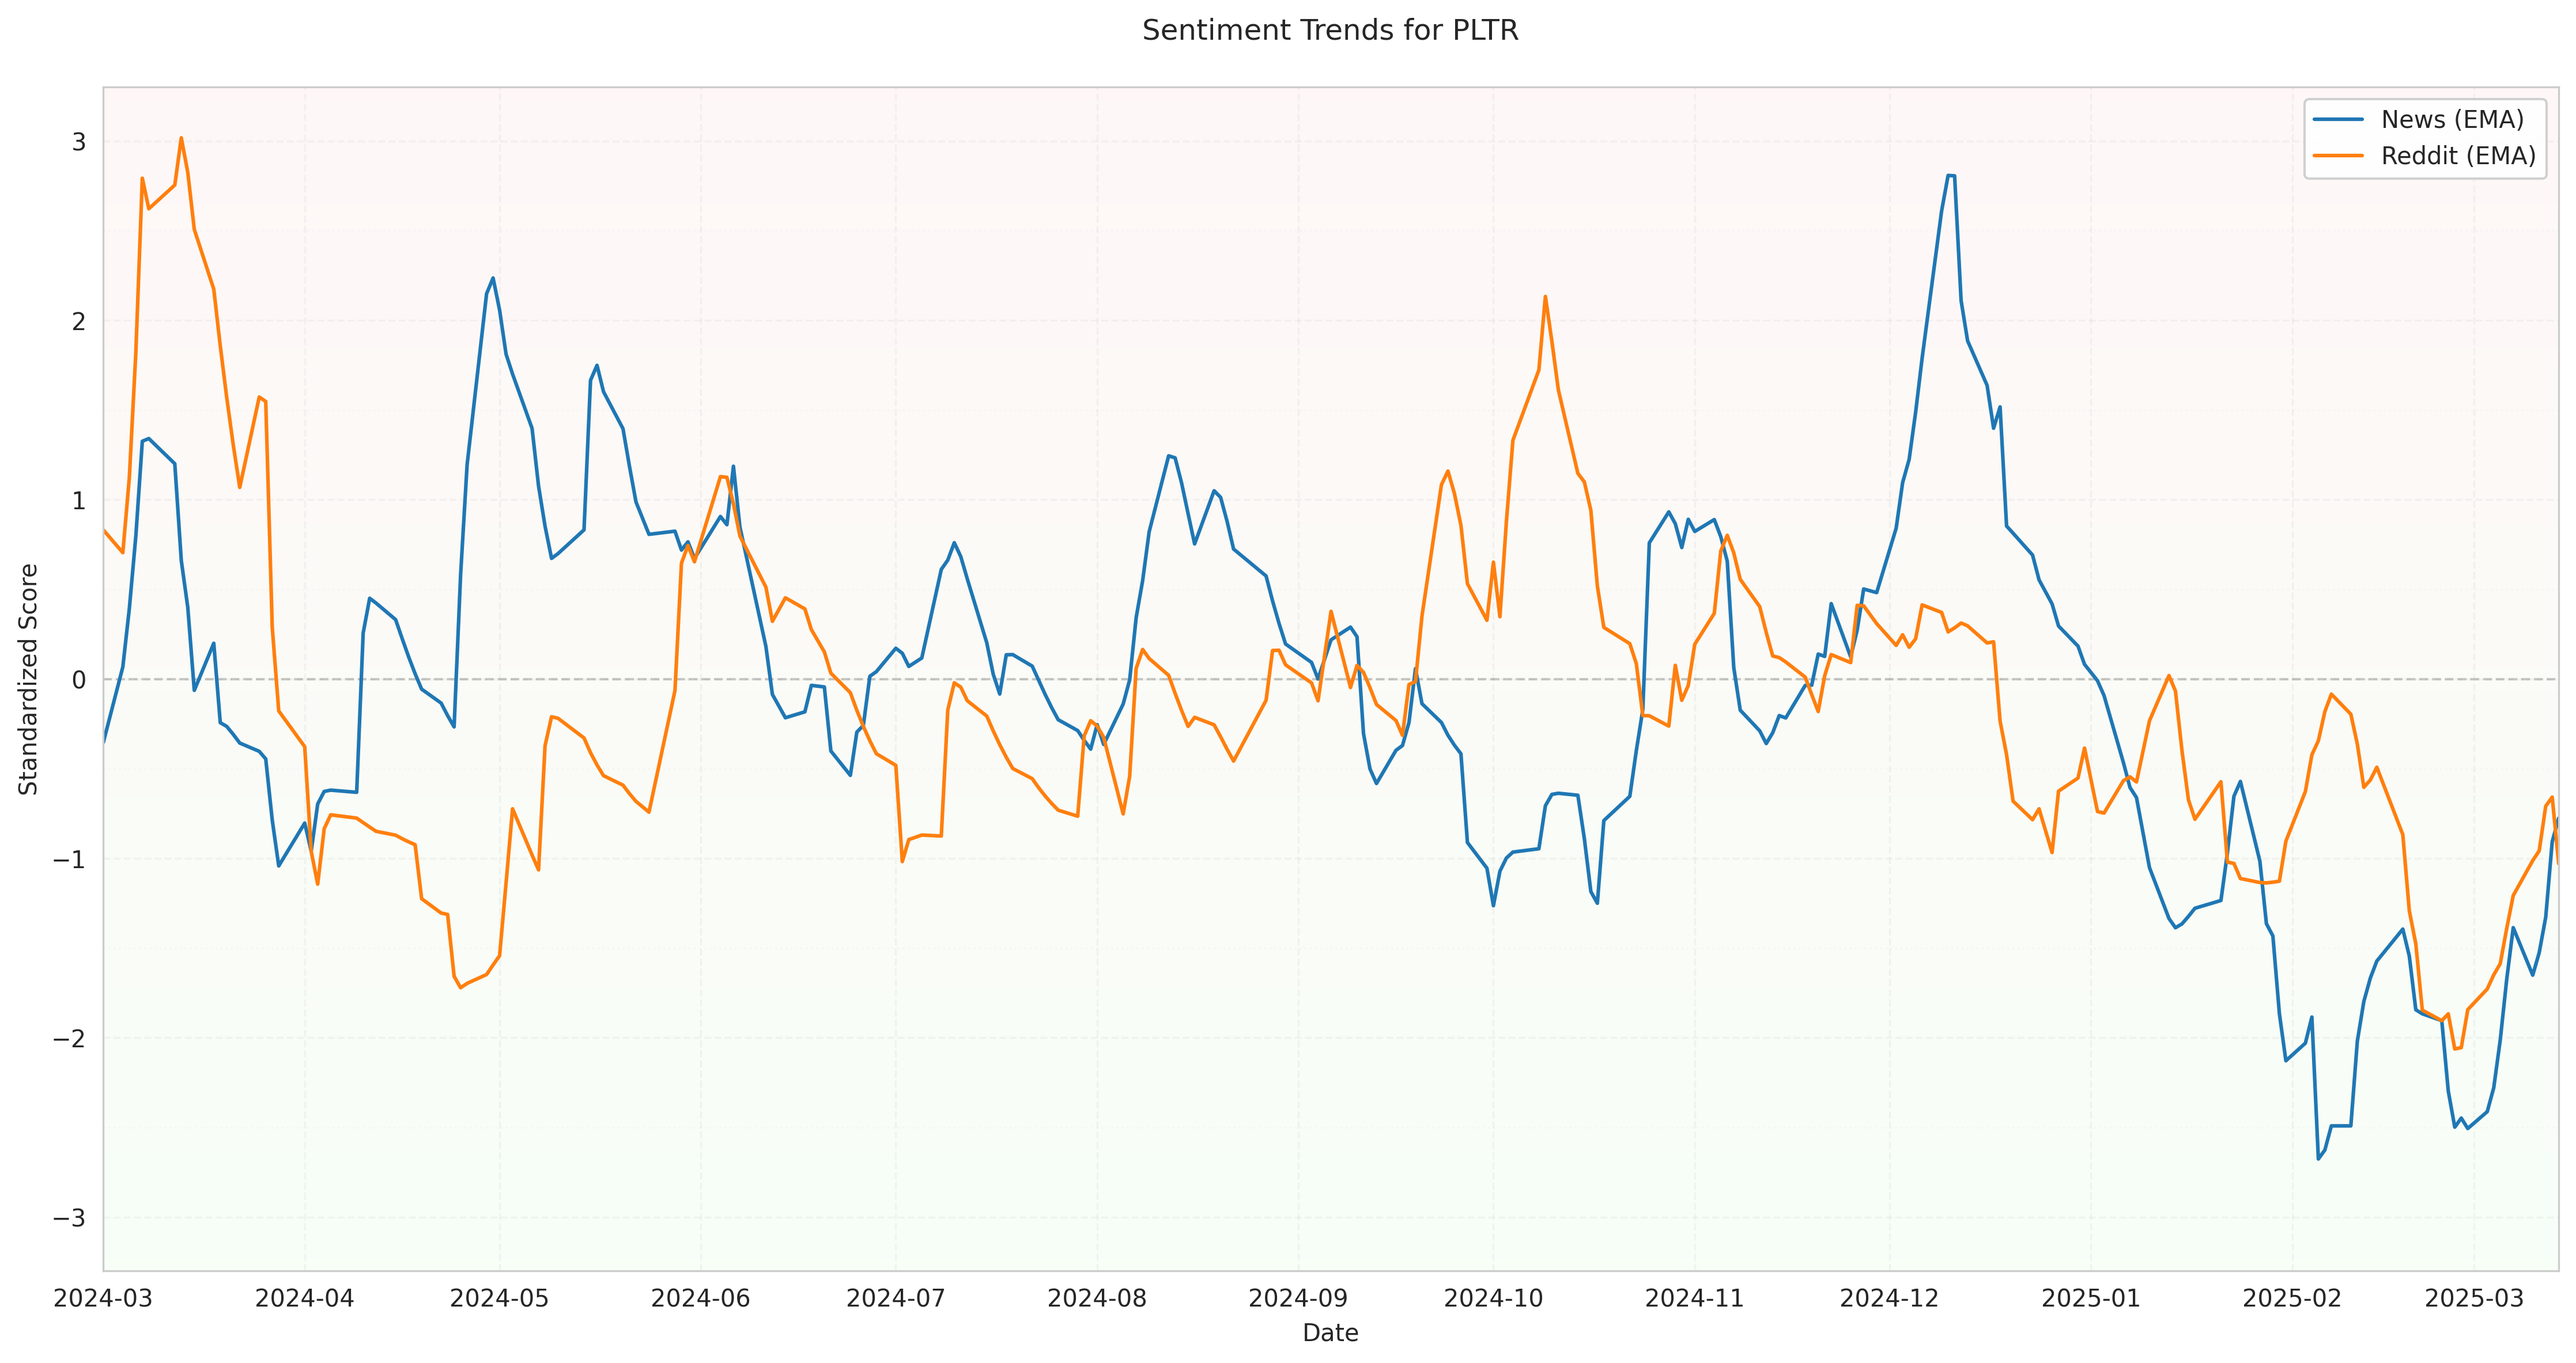 Sentiment Trends for PLTR
News (EMA)
Reddit (EMA)
Standardized Score
3
2
1
0
−1
−2
−3
2024-03 2024-04 2024-05 2024-06 2024-07 2024-08 2024-09 2024-10 2024-11 2024-12 2025-01 2025-02 2025-03
Date